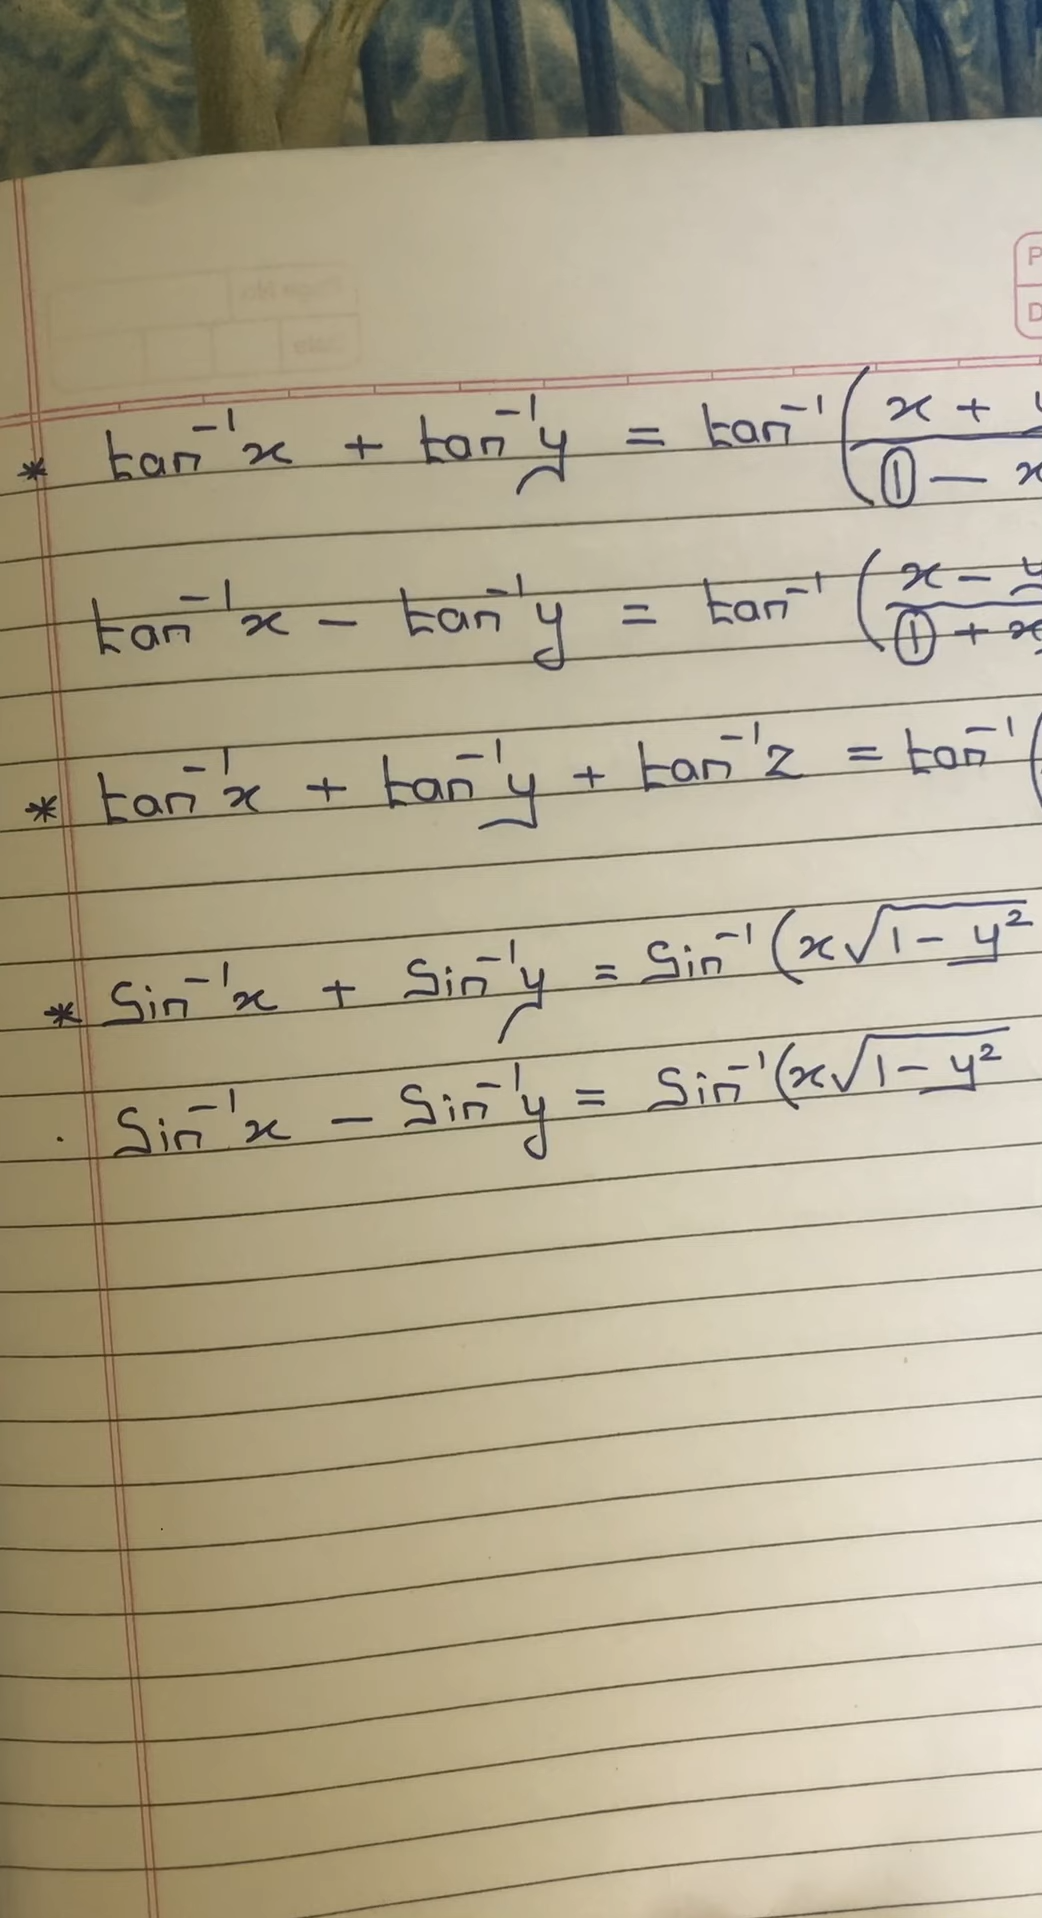 P
D
* tan⁻¹x + tan⁻¹y = tan⁻¹(x + y / 1 - x
tan⁻¹x - tan⁻¹y = tan⁻¹(x - y / 1 + x
* tan⁻¹x + tan⁻¹y + tan⁻¹z = tan⁻¹(
* Sin⁻¹x + Sin⁻¹y = Sin⁻¹(x√1-y²
. Sin⁻¹x - Sin⁻¹y = Sin⁻¹(x√1-y²